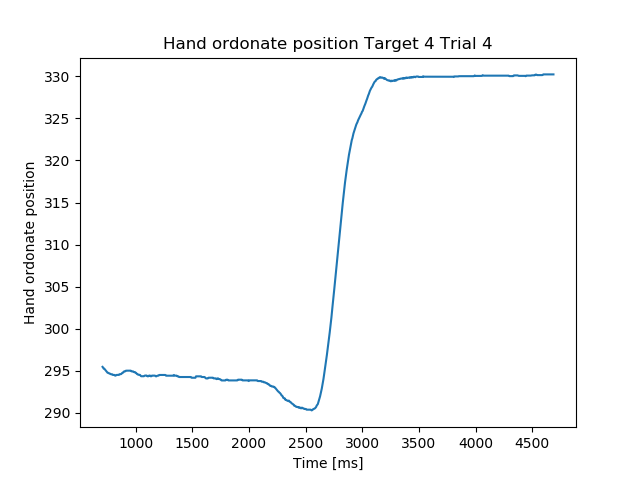 Hand ordonate position Target 4 Trial 4
330
325
320
315
310
305
300
295
290
Hand ordonate position
1000 1500 2000 2500 3000 3500 4000 4500
Time [ms]